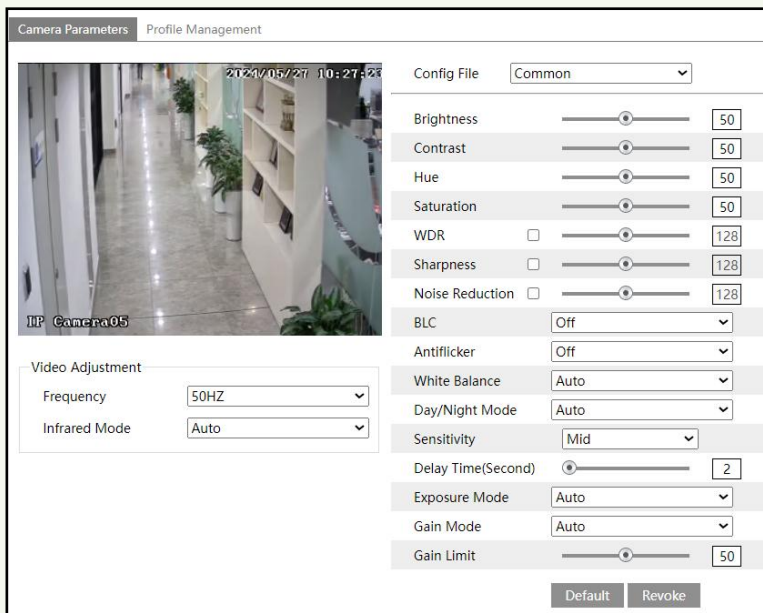 Camera Parameters Profile Management
2021/05/27 10:27:23
IP Camera05
Video Adjustment
Frequency 50HZ
Infrared Mode Auto
Config File Common
Brightness 50
Contrast 50
Hue 50
Saturation 50
WDR 128
Sharpness 128
Noise Reduction 128
BLC Off
Antiflicker Off
White Balance Auto
Day/Night Mode Auto
Sensitivity Mid
Delay Time(Second) 2
Exposure Mode Auto
Gain Mode Auto
Gain Limit 50
Default Revoke